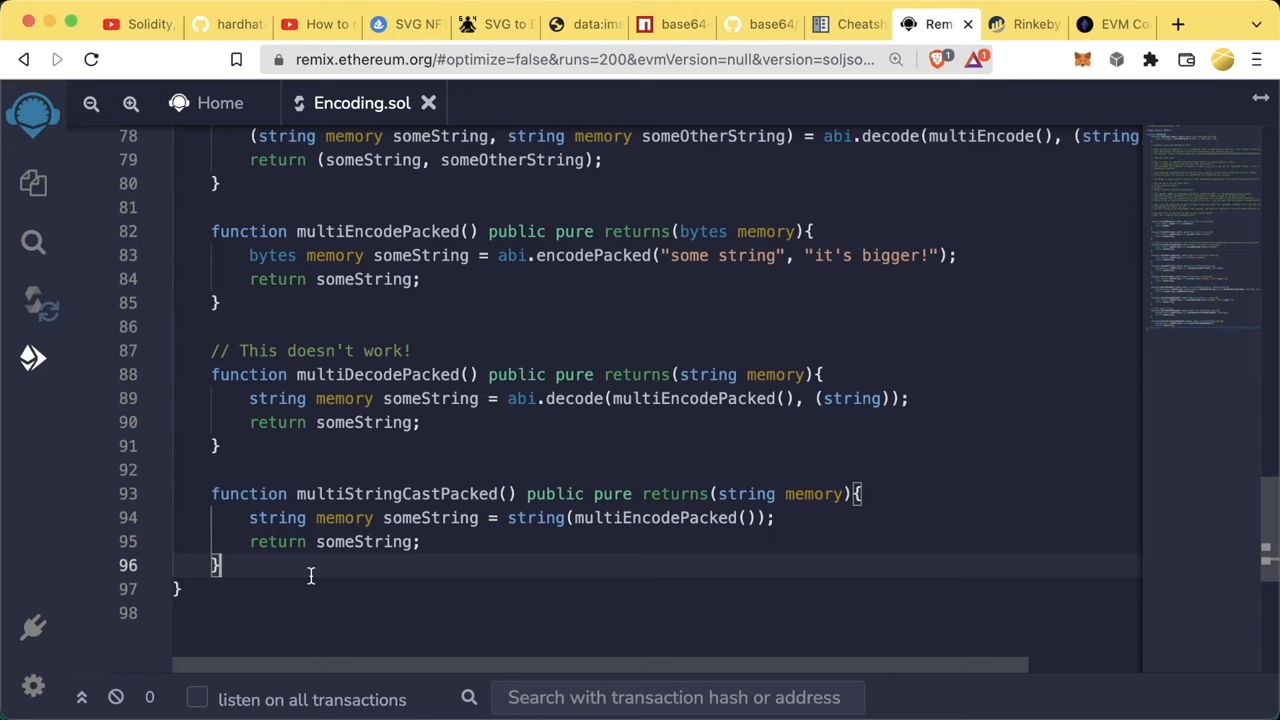 Solidity,
hardhat-
How to
SVG NF
SVG to E
data:ima
base64-
base64/
Cheatsh
Remi
Rinkeby
EVM Co
remix.ethereum.org/#optimize=false&runs=200&evmVersion=null&version=soljso...
1
1
Home
Encoding.sol
78 (string memory someString, string memory someOtherString) = abi.decode(multiEncode(), (string
79 return (someString, someOtherString);
80 }
81
82 function multiEncodePacked() public pure returns(bytes memory){
83 bytes memory someString = abi.encodePacked("some string", "it's bigger!");
84 return someString;
85 }
86
87 // This doesn't work!
88 function multiDecodePacked() public pure returns(string memory){
89 string memory someString = abi.decode(multiEncodePacked(), (string));
90 return someString;
91 }
92
93 function multiStringCastPacked() public pure returns(string memory){
94 string memory someString = string(multiEncodePacked());
95 return someString;
96 }
97 }
98
0
listen on all transactions
Search with transaction hash or address